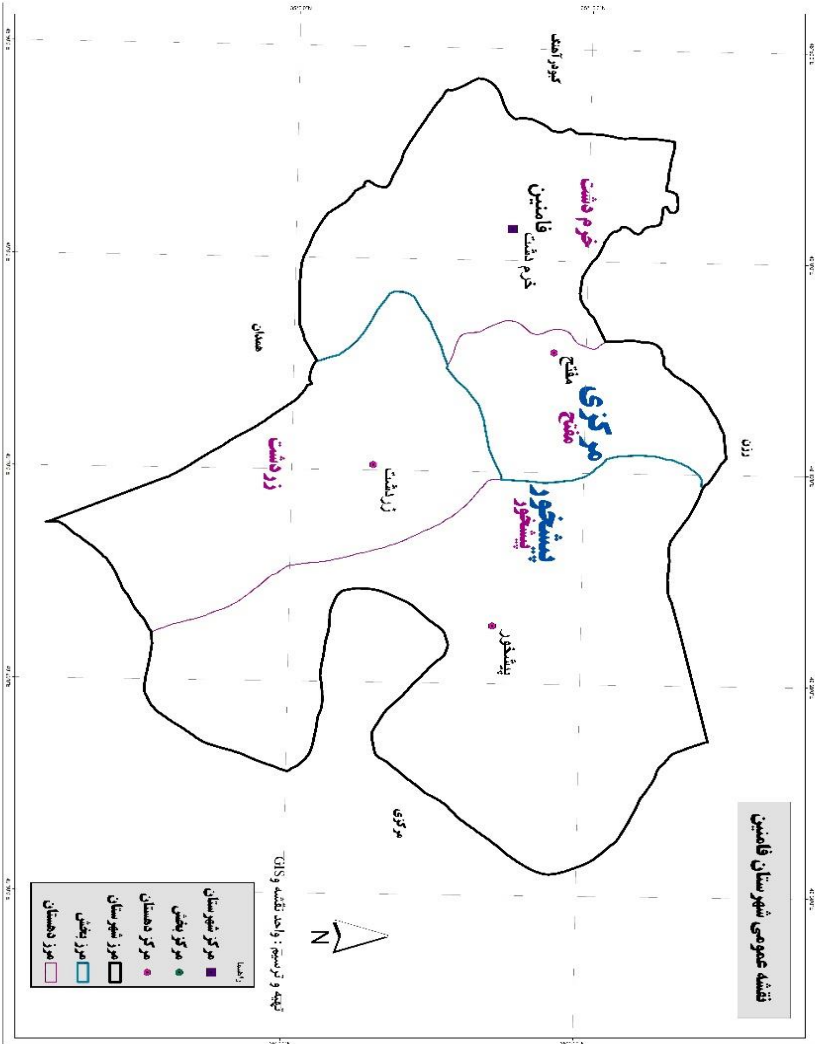 نقشه عمومی شهرستان فامنین
رزن
کبودرآهنگ
خرم دشت
فامنین
خرم دشت
مفتح
مرکزی
مفتح
پیشخور
پیشخور
پیشخور
زردشت
زردشت
همدان
مرکزی
N
تهیه و ترسیم : واحد نقشه و GIS
راهنما
مرکز شهرستان
مرکز بخش
مرکز دهستان
مرز شهرستان
مرز بخش
مرز دهستان